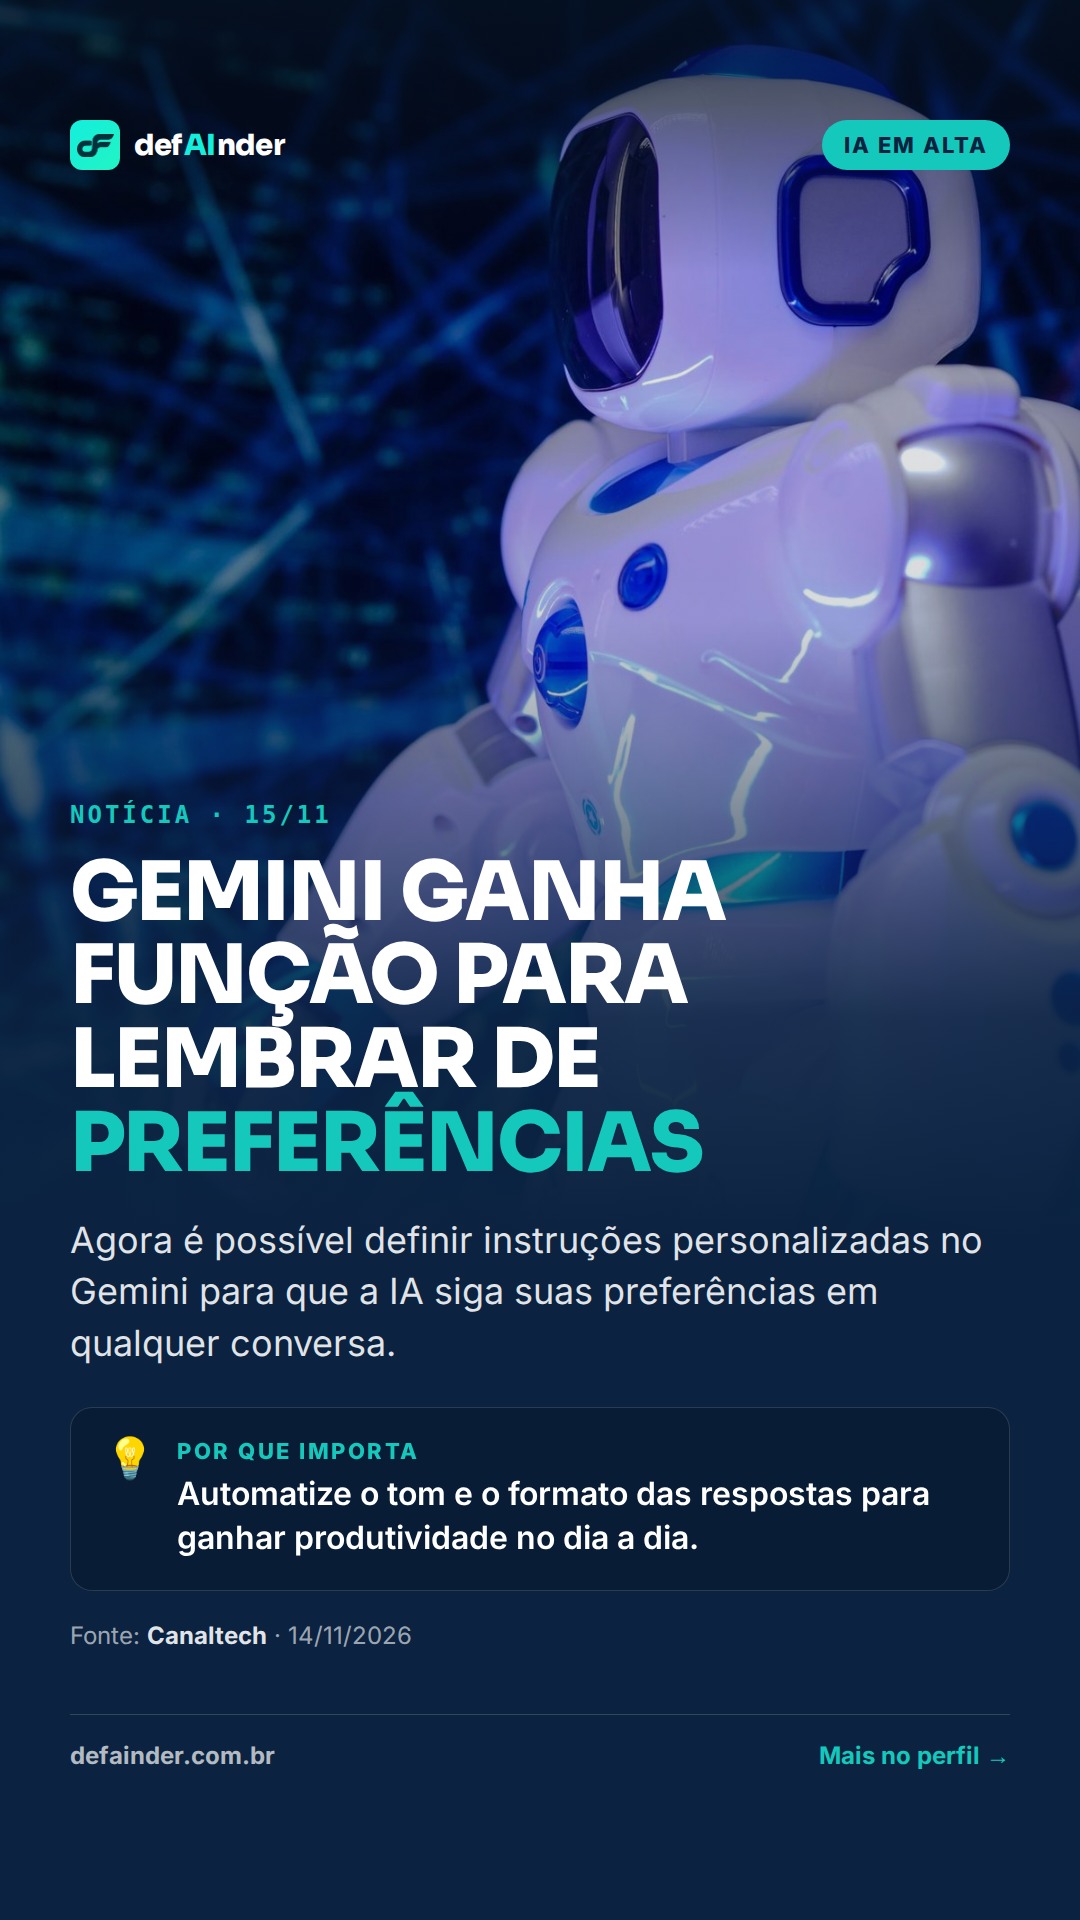 defAInder
IA EM ALTA
NOTÍCIA · 15/11
GEMINI GANHA
FUNÇÃO PARA
LEMBRAR DE
PREFERÊNCIAS
Agora é possível definir instruções personalizadas no
Gemini para que a IA siga suas preferências em
qualquer conversa.
POR QUE IMPORTA
Automatize o tom e o formato das respostas para
ganhar produtividade no dia a dia.
Fonte: Canaltech · 14/11/2026
defainder.com.br
Mais no perfil →